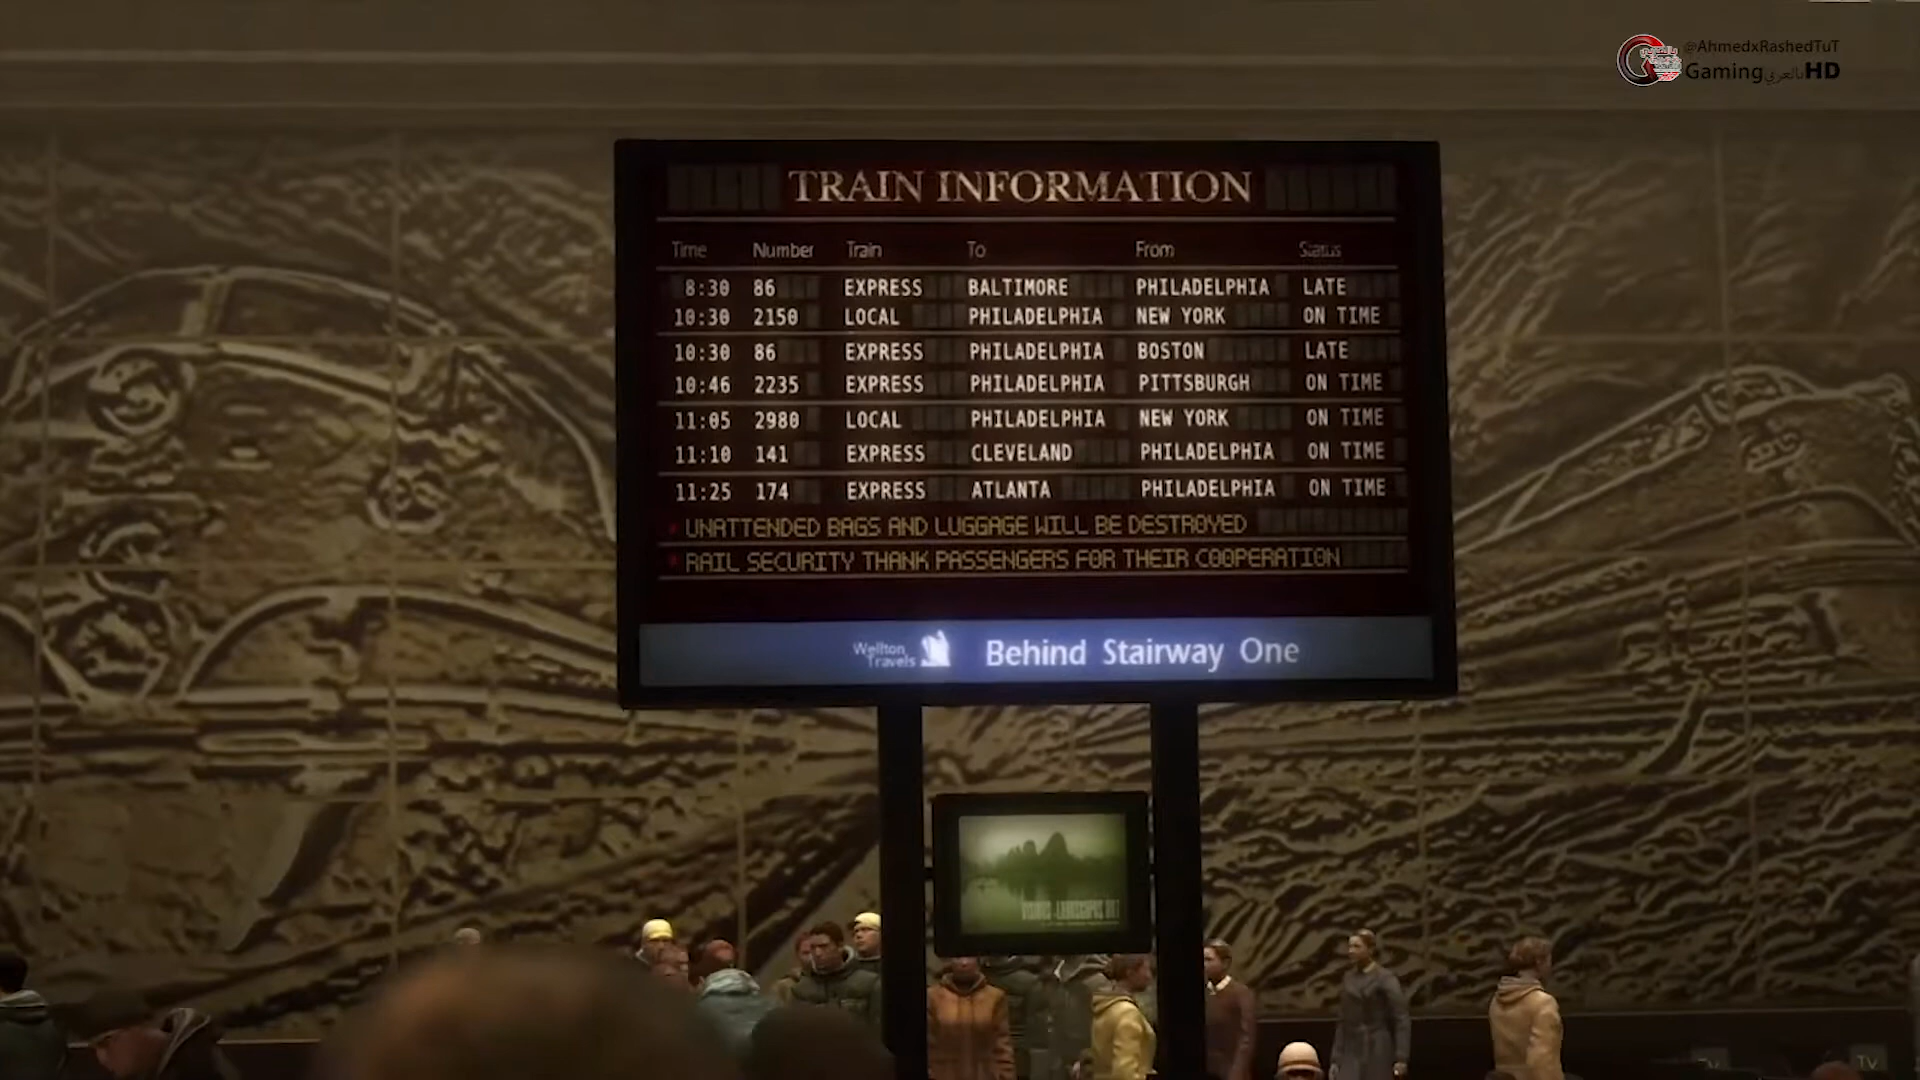 @AhmedxRashedTuT
Gamingبالعربي HD
TRAIN INFORMATION
Time Number Train To From Status
8:30 86 EXPRESS BALTIMORE PHILADELPHIA LATE
10:30 2150 LOCAL PHILADELPHIA NEW YORK ON TIME
10:30 86 EXPRESS PHILADELPHIA BOSTON LATE
10:46 2235 EXPRESS PHILADELPHIA PITTSBURGH ON TIME
11:05 2980 LOCAL PHILADELPHIA NEW YORK ON TIME
11:10 141 EXPRESS CLEVELAND PHILADELPHIA ON TIME
11:25 174 EXPRESS ATLANTA PHILADELPHIA ON TIME
UNATTENDED BAGS AND LUGGAGE WILL BE DESTROYED
RAIL SECURITY THANK PASSENGERS FOR THEIR COOPERATION
Wellton Travels Behind Stairway One
TV TV